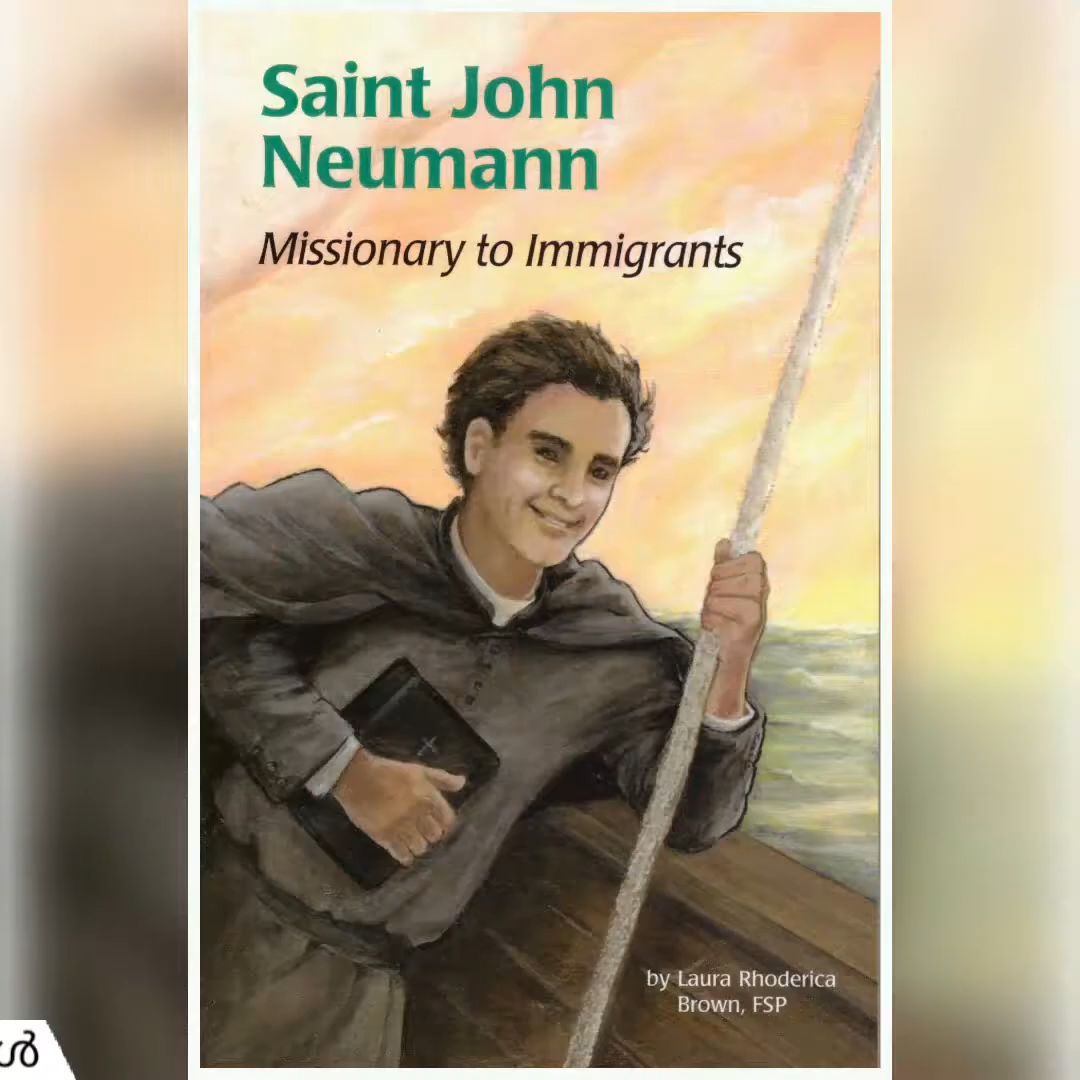 Saint John
Neumann
Missionary to Immigrants
by Laura Rhoderica
Brown, FSP